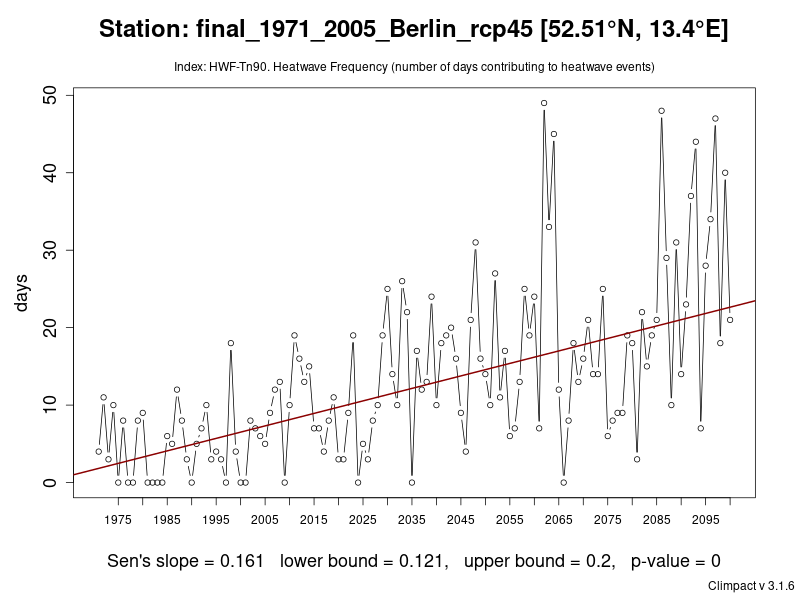 Station: final_1971_2005_Berlin_rcp45 [52.51°N, 13.4°E]
Index: HWF-Tn90. Heatwave Frequency (number of days contributing to heatwave events)
50
40
30
20
10
0
days
1975 1985 1995 2005 2015 2025 2035 2045 2055 2065 2075 2085 2095
Sen's slope = 0.161 lower bound = 0.121, upper bound = 0.2, p-value = 0
Climpact v 3.1.6